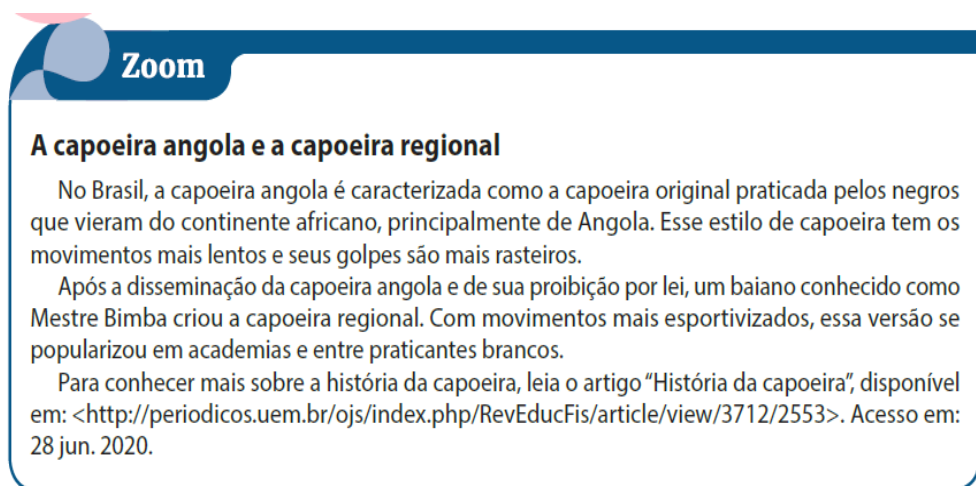 Zoom
A capoeira angola e a capoeira regional
No Brasil, a capoeira angola é caracterizada como a capoeira original praticada pelos negros
que vieram do continente africano, principalmente de Angola. Esse estilo de capoeira tem os
movimentos mais lentos e seus golpes são mais rasteiros.
Após a disseminação da capoeira angola e de sua proibição por lei, um baiano conhecido como
Mestre Bimba criou a capoeira regional. Com movimentos mais esportivizados, essa versão se
popularizou em academias e entre praticantes brancos.
Para conhecer mais sobre a história da capoeira, leia o artigo “História da capoeira”, disponível
em: <http://periodicos.uem.br/ojs/index.php/RevEducFis/article/view/3712/2553>. Acesso em:
28 jun. 2020.